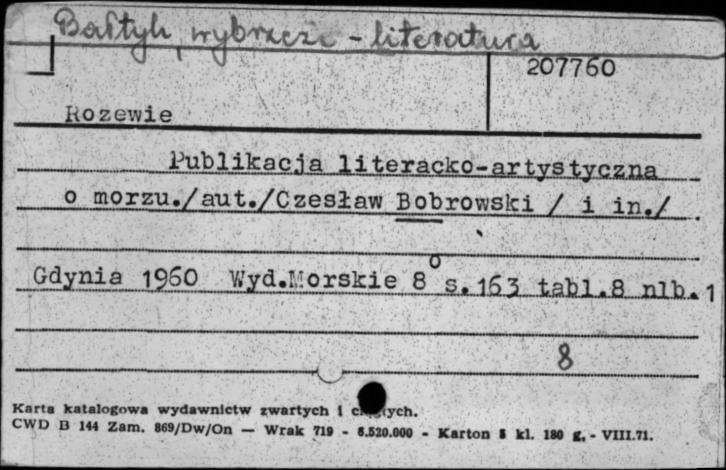 Bałtyk, wybrzeże - literatura
207760
Rozewie
Publikacja literacko-artystyczna
o morzu./aut./Czesław Bobrowski / i in./
Gdynia 1960 Wyd.Morskie 8° s.163 tabl.8 nlb.1
8
Karta katalogowa wydawnictw zwartych i
CWD B 144 Zam. 869/Dw/On — Wrak 719 - 6.520.000 - Karton kl. 180 g. - VIII.71.